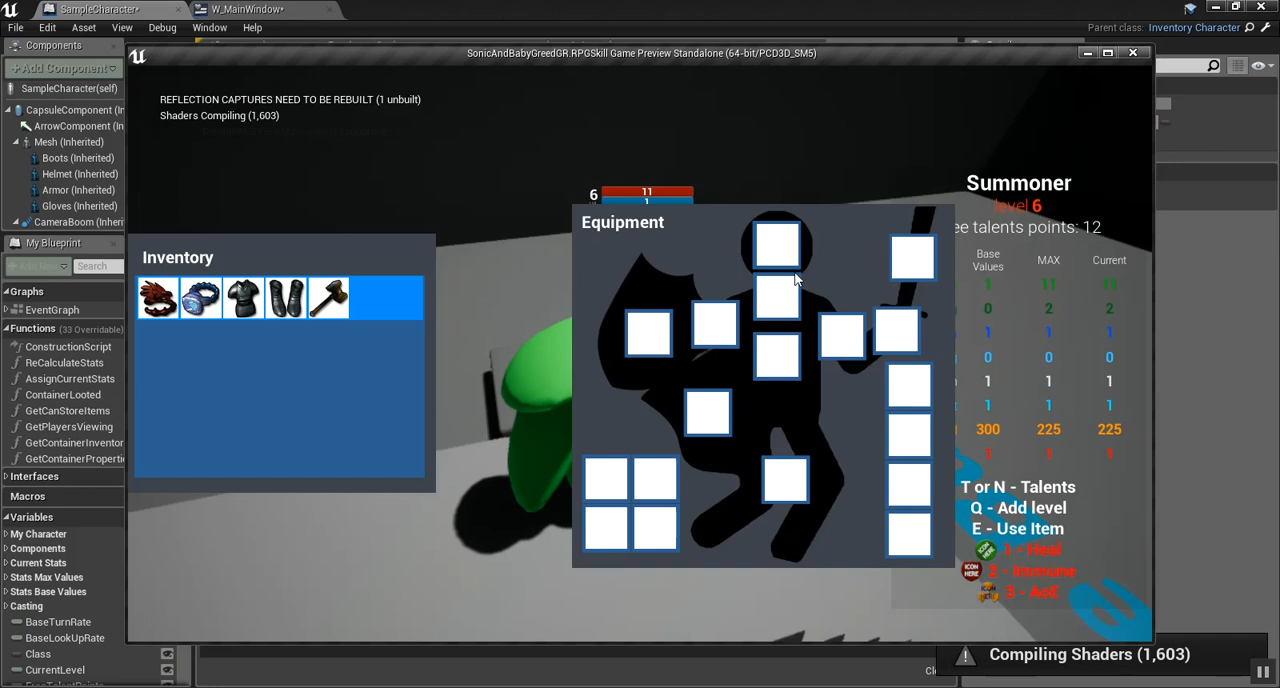 SampleCharacter*
W_MainWindow*
File Edit Asset View Debug Window Help
Parent class: Inventory Character
Components
SonicAndBabyGreedGR.RPGSkill Game Preview Standalone (64-bit/PCD3D_SM5)
Add Component
SampleCharacter(self)
CapsuleComponent (In
ArrowComponent (In
Mesh (Inherited)
Boots (Inherited)
Helmet (Inherited)
Armor (Inherited)
Gloves (Inherited)
CameraBoom (Inheri
My Blueprint
Search
Graphs
EventGraph
Functions (33 Overridable)
ConstructionScript
ReCalculateStats
AssignCurrentStats
ContainerLooted
GetCanStoreItems
GetPlayersViewing
GetContainerInventor
GetContainerProperti
Interfaces
Macros
Variables
My Character
Components
Current Stats
Stats Max Values
Stats Base Values
Casting
BaseTurnRate
BaseLookUpRate
Class
CurrentLevel
REFLECTION CAPTURES NEED TO BE REBUILT (1 unbuilt)
Shaders Compiling (1,603)
6 11
1
Inventory
Equipment
Summoner
level 6
ee talents points: 12
Base Values MAX Current
1 11 11
0 2 2
1 1 1
0 0 0
1 1 1
1 1 1
300 225 225
1 1 1
T or N - Talents
Q - Add level
E - Use Item
ICON HERE 1 - Heal
ICON HERE 2 - Immune
3 - AoE
Compiling Shaders (1,603)